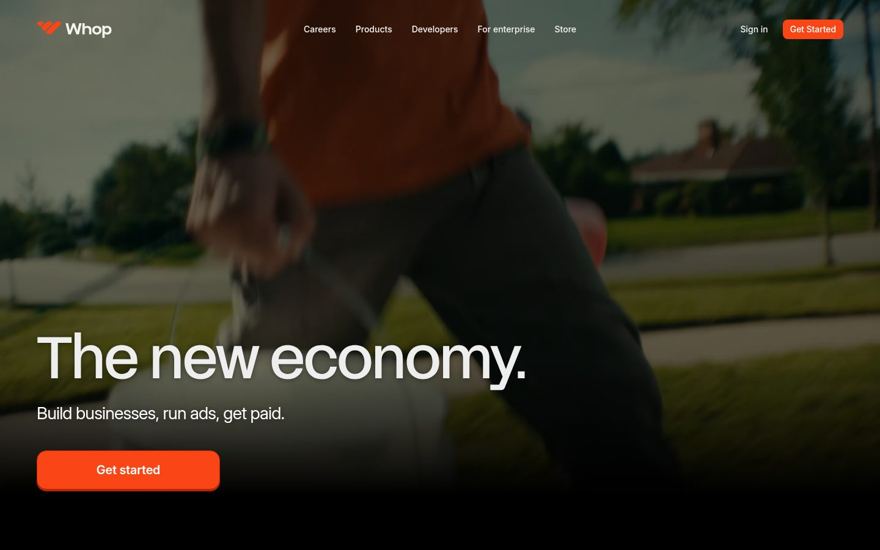 Whop
Careers
Products
Developers
For enterprise
Store
Sign in
Get Started
The new economy.
Build businesses, run ads, get paid.
Get started